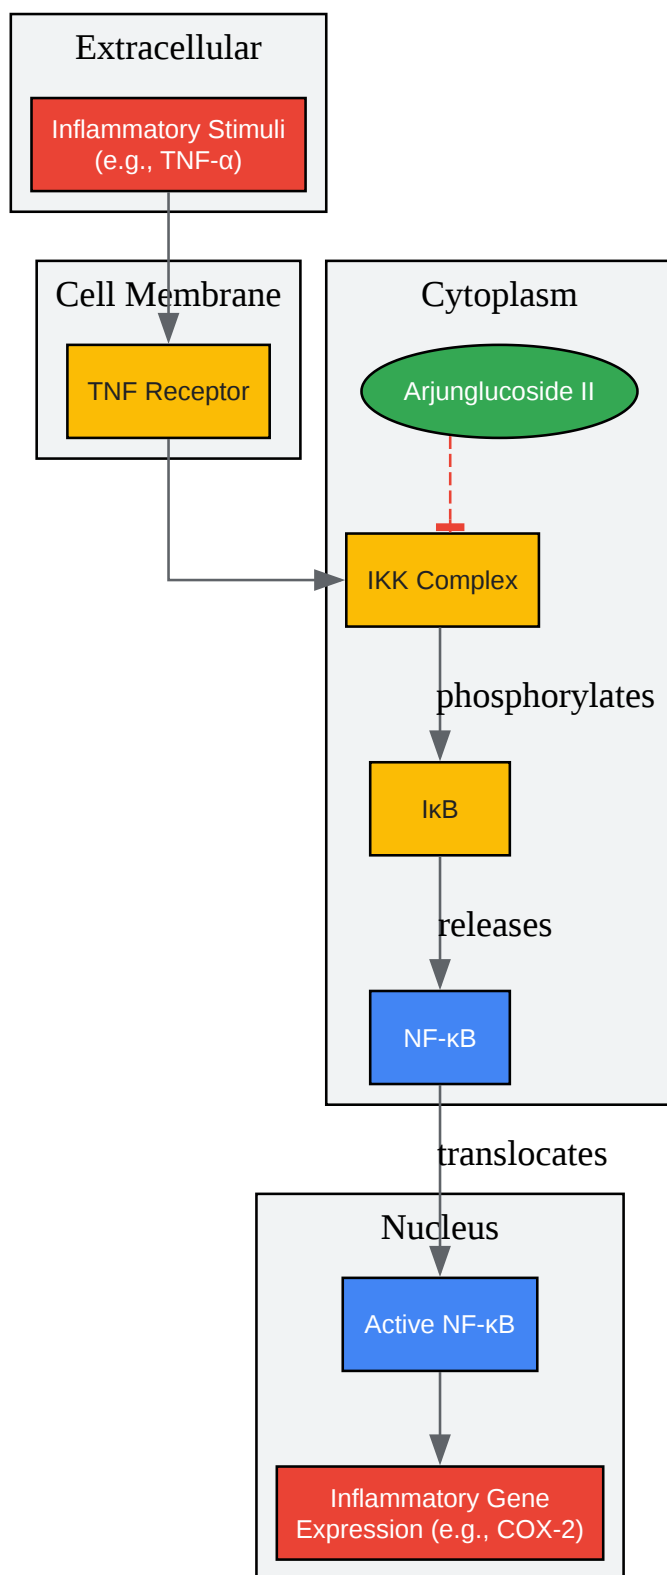 Extracellular
Inflammatory Stimuli
(e.g., TNF-α)
Cell Membrane
TNF Receptor
Cytoplasm
Arjunglucoside II
IKK Complex
phosphorylates
IκB
releases
NF-κB
translocates
Nucleus
Active NF-κB
Inflammatory Gene
Expression (e.g., COX-2)